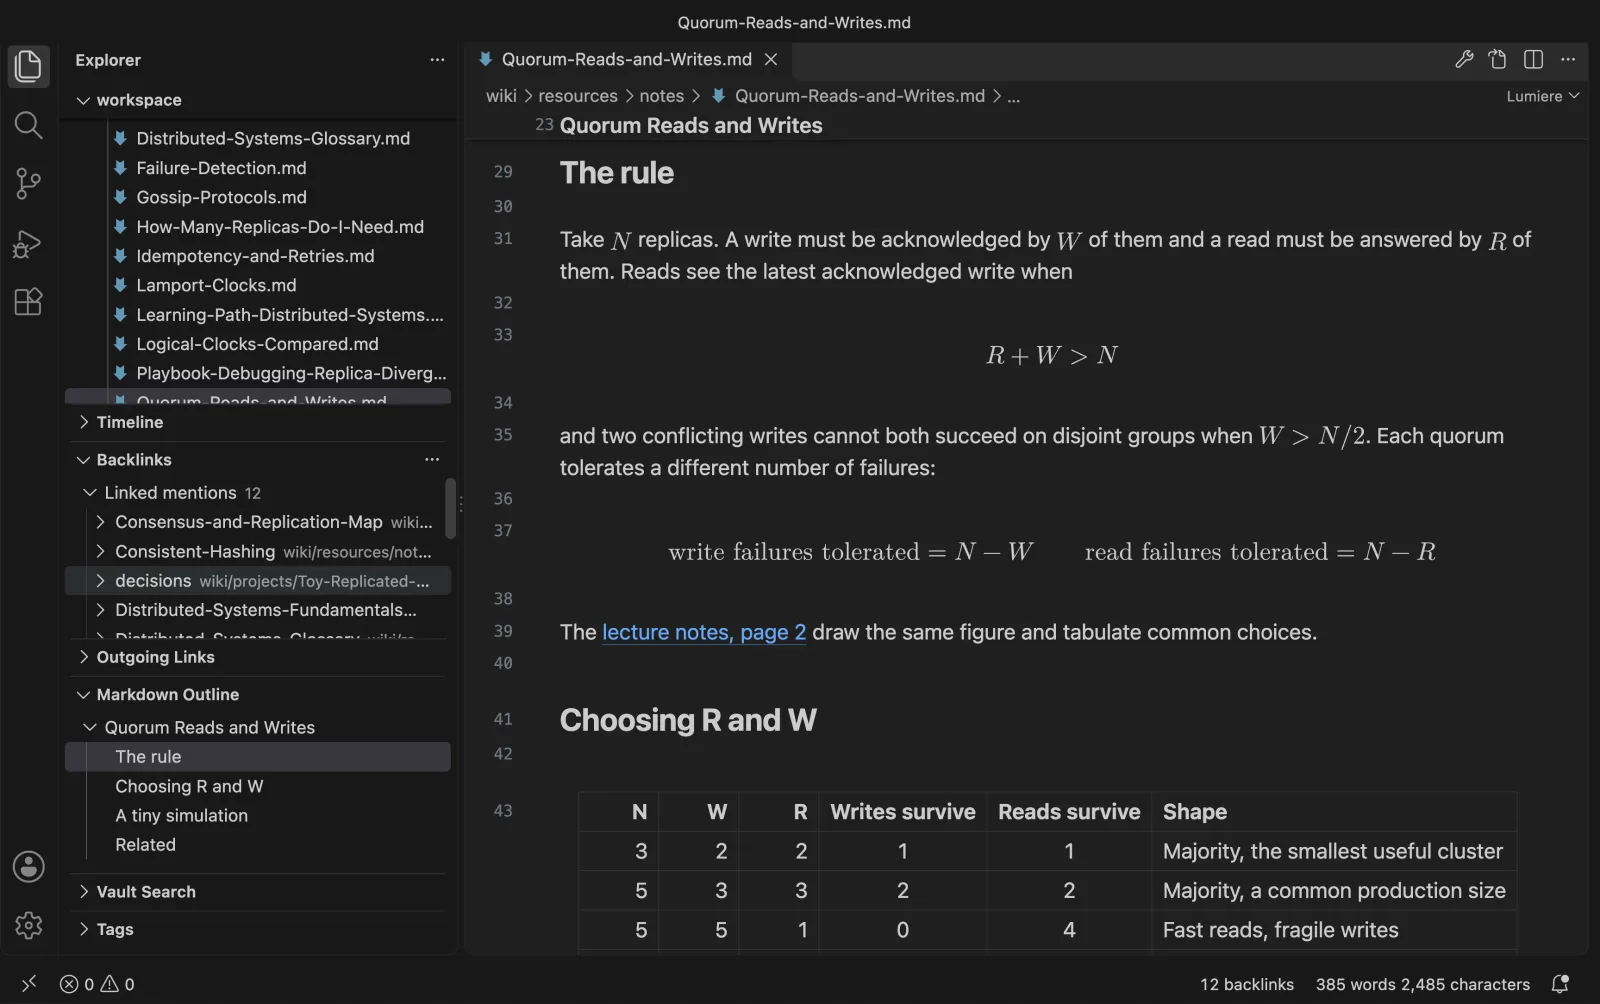 Quorum-Reads-and-Writes.md
Explorer
workspace
Distributed-Systems-Glossary.md
Failure-Detection.md
Gossip-Protocols.md
How-Many-Replicas-Do-I-Need.md
Idempotency-and-Retries.md
Lamport-Clocks.md
Learning-Path-Distributed-Systems....
Logical-Clocks-Compared.md
Playbook-Debugging-Replica-Diverg...
Quorum-Reads-and-Writes.md
Timeline
Backlinks
Linked mentions 12
Consensus-and-Replication-Map wiki...
Consistent-Hashing wiki/resources/not...
decisions wiki/projects/Toy-Replicated-...
Distributed-Systems-Fundamentals...
Distributed-Systems-Glossary wiki/re...
Outgoing Links
Markdown Outline
Quorum Reads and Writes
The rule
Choosing R and W
A tiny simulation
Related
Vault Search
Tags
Quorum-Reads-and-Writes.md
wiki > resources > notes > Quorum-Reads-and-Writes.md > ...
Lumiere
23 Quorum Reads and Writes
29 The rule
30
31 Take N replicas. A write must be acknowledged by W of them and a read must be answered by R of
them. Reads see the latest acknowledged write when
32
33
R + W > N
34
35 and two conflicting writes cannot both succeed on disjoint groups when W > N/2. Each quorum
tolerates a different number of failures:
36
37
write failures tolerated = N − W read failures tolerated = N − R
38
39 The lecture notes, page 2 draw the same figure and tabulate common choices.
40
41 Choosing R and W
42
43 N W R Writes survive Reads survive Shape
3 2 2 1 1 Majority, the smallest useful cluster
5 3 3 2 2 Majority, a common production size
5 5 1 0 4 Fast reads, fragile writes
0 0
12 backlinks 385 words 2,485 characters